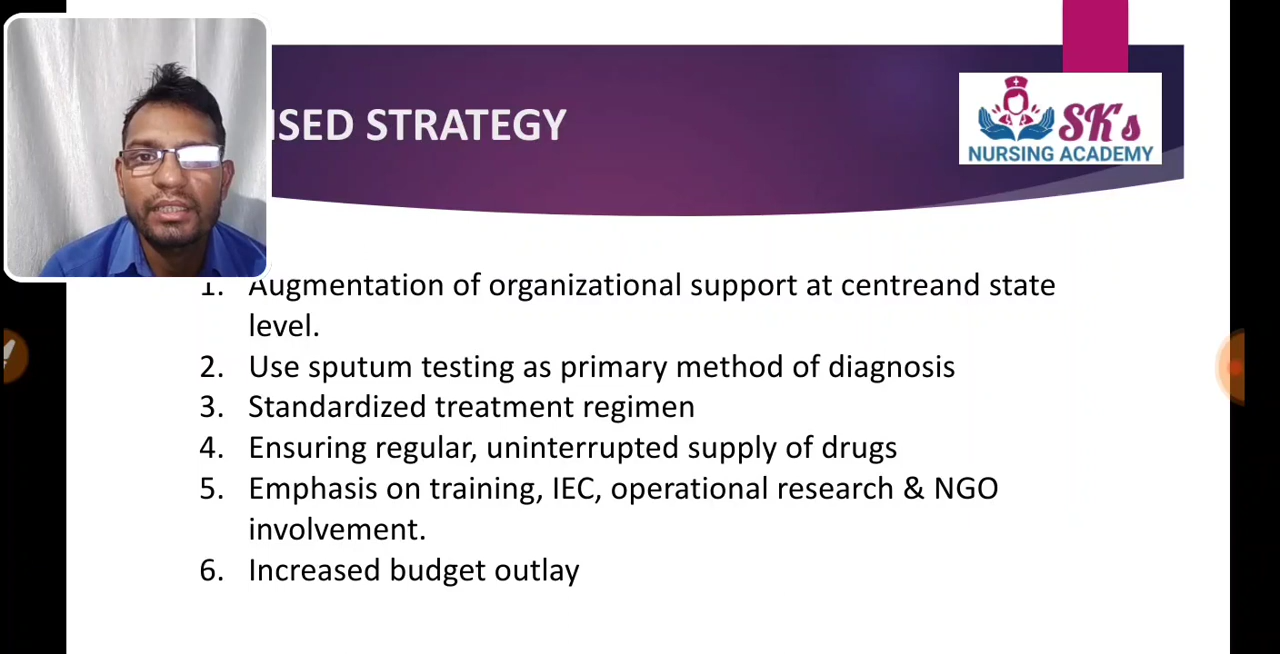 ISED STRATEGY
SK's
NURSING ACADEMY
1. Augmentation of organizational support at centreand state
level.
2. Use sputum testing as primary method of diagnosis
3. Standardized treatment regimen
4. Ensuring regular, uninterrupted supply of drugs
5. Emphasis on training, IEC, operational research & NGO
involvement.
6. Increased budget outlay